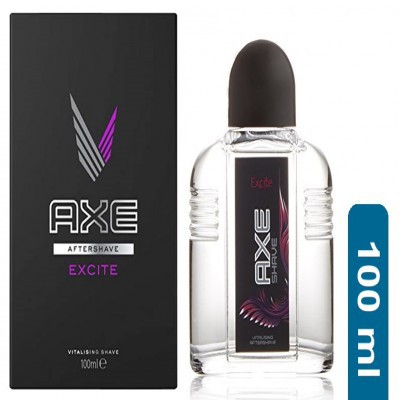 AXE
AFTERSHAVE
EXCITE
VITALISING SHAVE
100ml ℮
Excite
AXE
SHAVE
VITALISING
AFTERSHAVE
100 ml